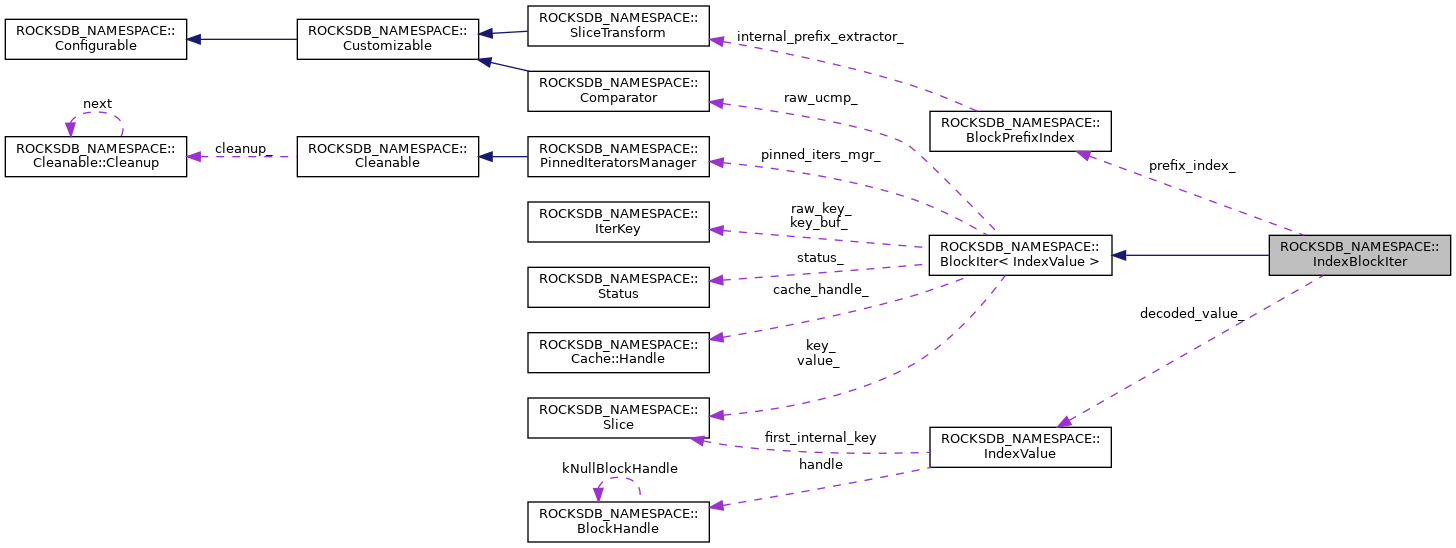 ROCKSDB_NAMESPACE::
Configurable
ROCKSDB_NAMESPACE::
Customizable
ROCKSDB_NAMESPACE::
SliceTransform
internal_prefix_extractor_
ROCKSDB_NAMESPACE::
Comparator
raw_ucmp_
ROCKSDB_NAMESPACE::
BlockPrefixIndex
next
ROCKSDB_NAMESPACE::
Cleanable::Cleanup
cleanup_
ROCKSDB_NAMESPACE::
Cleanable
ROCKSDB_NAMESPACE::
PinnedIteratorsManager
pinned_iters_mgr_
prefix_index_
ROCKSDB_NAMESPACE::
IterKey
raw_key_
key_buf_
ROCKSDB_NAMESPACE::
BlockIter< IndexValue >
ROCKSDB_NAMESPACE::
IndexBlockIter
status_
ROCKSDB_NAMESPACE::
Status
cache_handle_
decoded_value_
ROCKSDB_NAMESPACE::
Cache::Handle
key_
value_
ROCKSDB_NAMESPACE::
Slice
first_internal_key
ROCKSDB_NAMESPACE::
IndexValue
handle
kNullBlockHandle
ROCKSDB_NAMESPACE::
BlockHandle